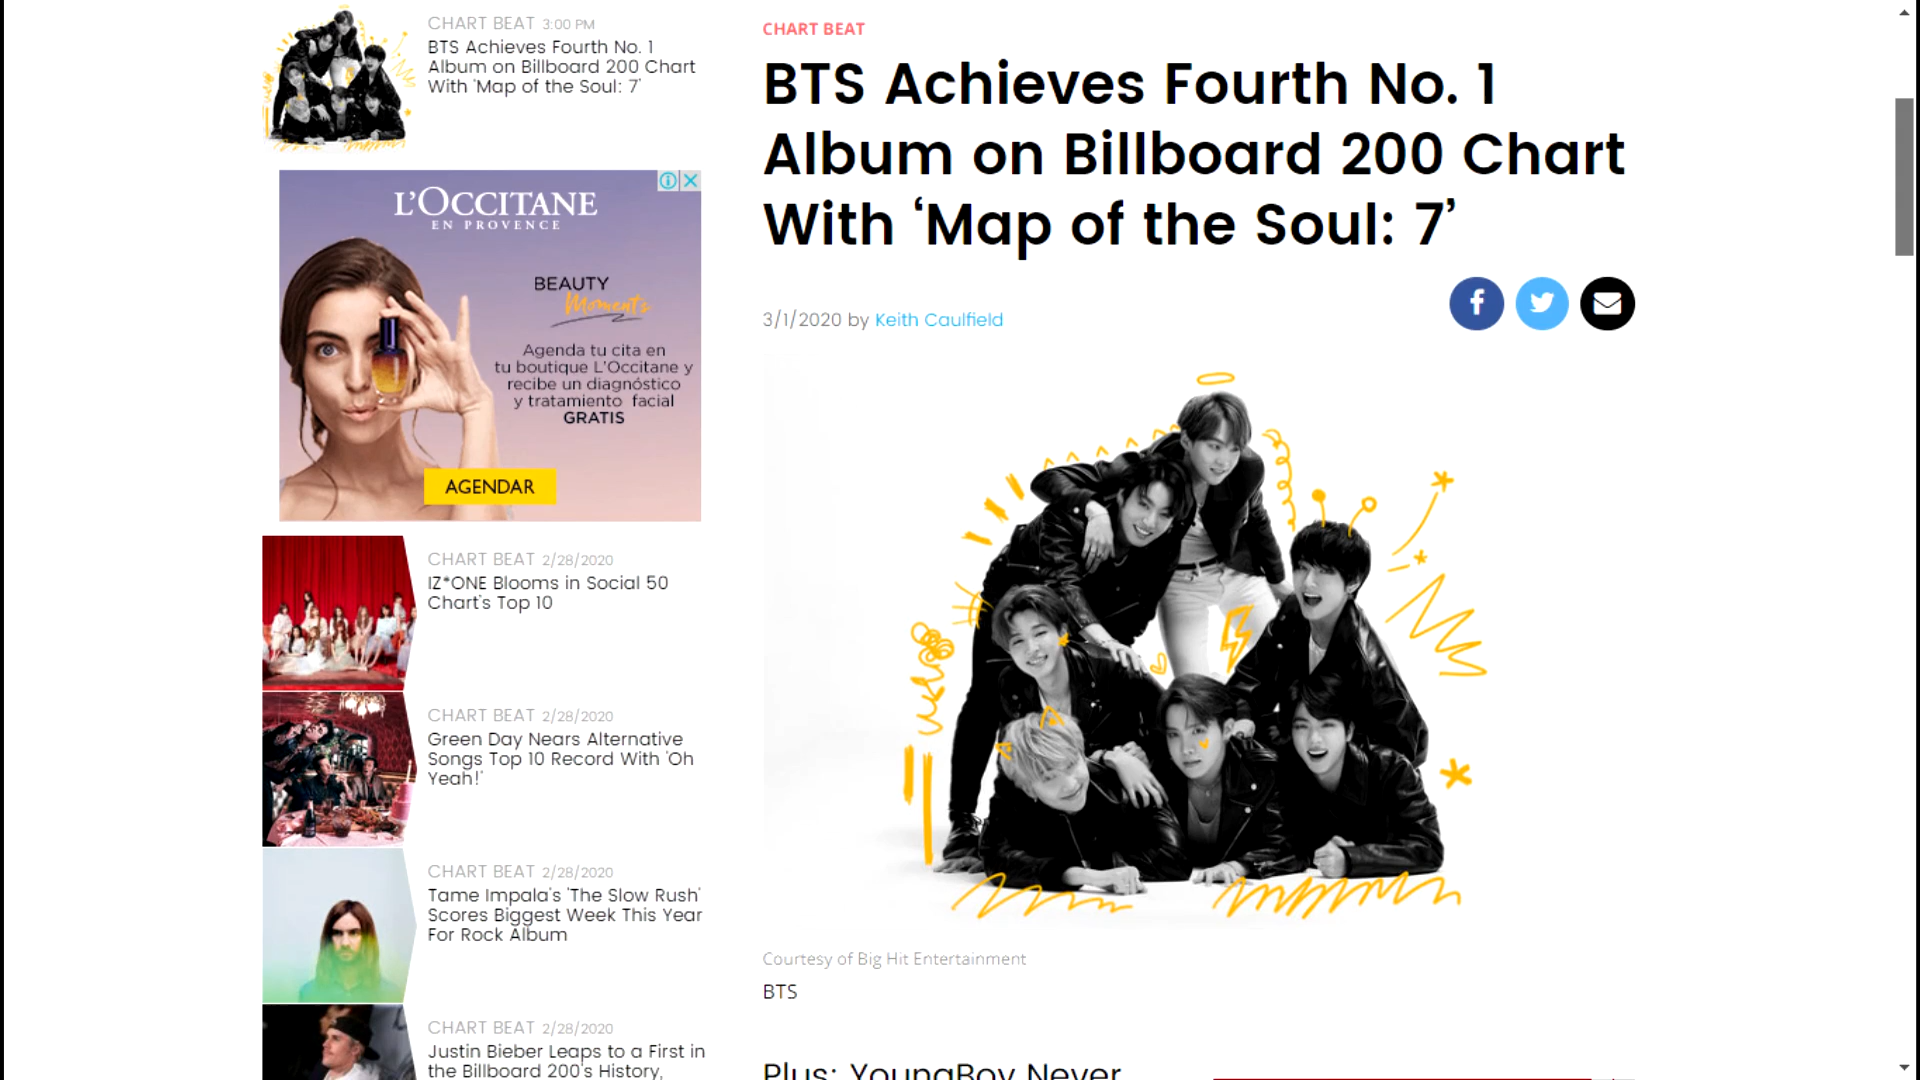 CHART BEAT 3:00 PM
BTS Achieves Fourth No. 1
Album on Billboard 200 Chart
With 'Map of the Soul: 7'
L'OCCITANE
EN PROVENCE
BEAUTY
Moments
Agenda tu cita en
tu boutique L'Occitane y
recibe un diagnóstico
y tratamiento facial
GRATIS
AGENDAR
CHART BEAT 2/28/2020
IZ*ONE Blooms in Social 50
Chart's Top 10
CHART BEAT 2/28/2020
Green Day Nears Alternative
Songs Top 10 Record With 'Oh
Yeah!'
CHART BEAT 2/28/2020
Tame Impala's 'The Slow Rush'
Scores Biggest Week This Year
For Rock Album
CHART BEAT 2/28/2020
Justin Bieber Leaps to a First in
the Billboard 200's History,
CHART BEAT
BTS Achieves Fourth No. 1
Album on Billboard 200 Chart
With ‘Map of the Soul: 7’
3/1/2020 by Keith Caulfield
Courtesy of Big Hit Entertainment
BTS
Plus: YoungBoy Never